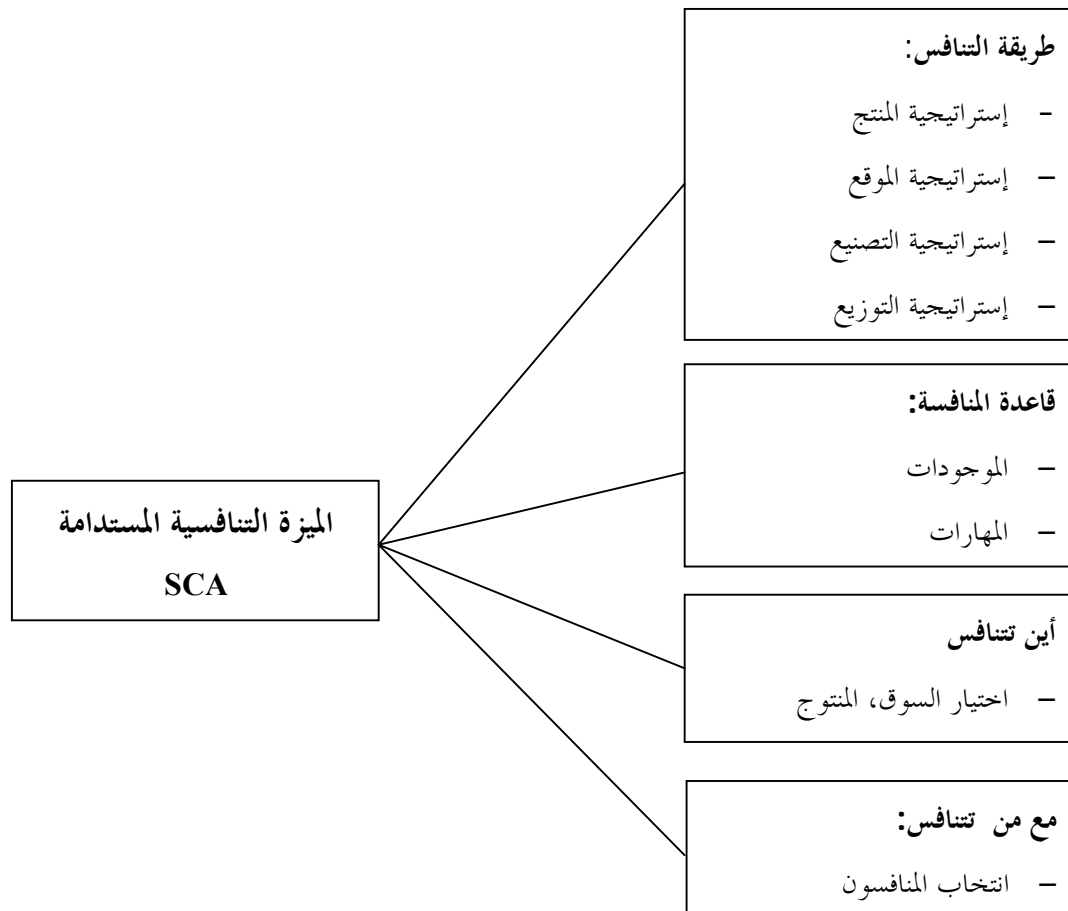 طريقة التنافس:
- إستراتيجية المنتج
– إستراتيجية الموقع
– إستراتيجية التصنيع
– إستراتيجية التوزيع
قاعدة المنافسة:
– الموجودات
– المهارات
الميزة التنافسية المستدامة
SCA
أين تتنافس
– اختيار السوق، المنتوج
مع من تتنافس:
– انتخاب المنافسون